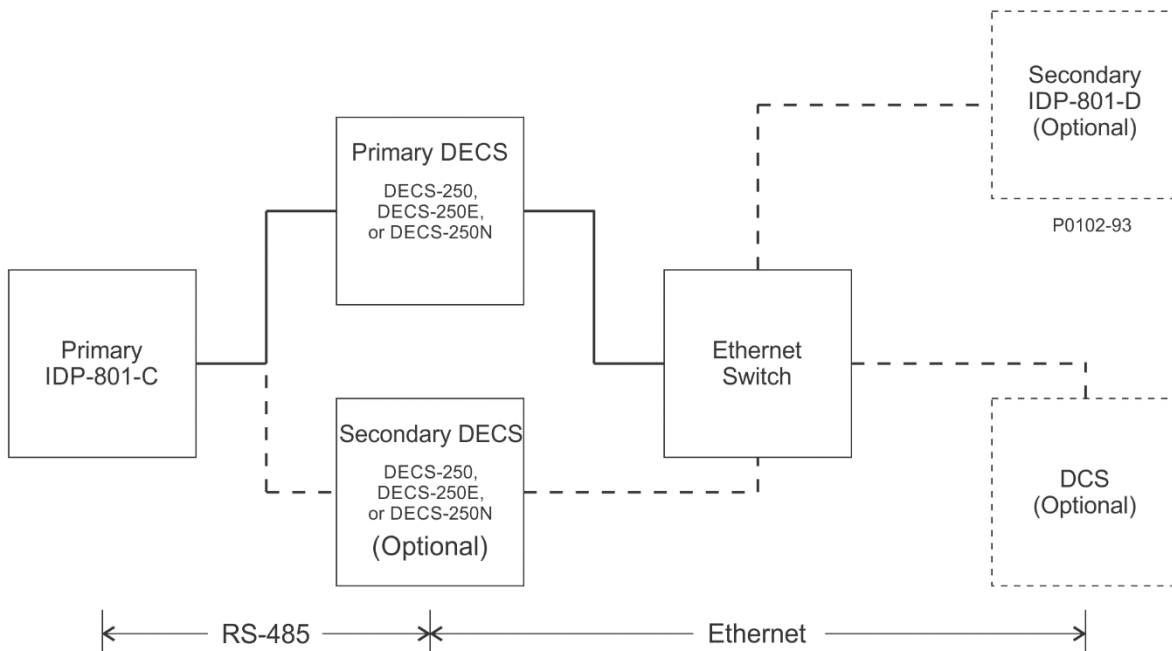 Secondary
IDP-801-D
(Optional)
P0102-93
Primary DECS
DECS-250,
DECS-250E,
or DECS-250N
Primary
IDP-801-C
Ethernet
Switch
Secondary DECS
DECS-250,
DECS-250E,
or DECS-250N
(Optional)
DCS
(Optional)
RS-485
Ethernet